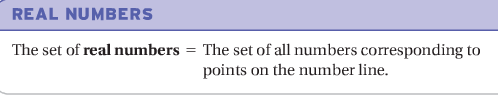 REAL NUMBERS
The set of real numbers = The set of all numbers corresponding to
points on the number line.